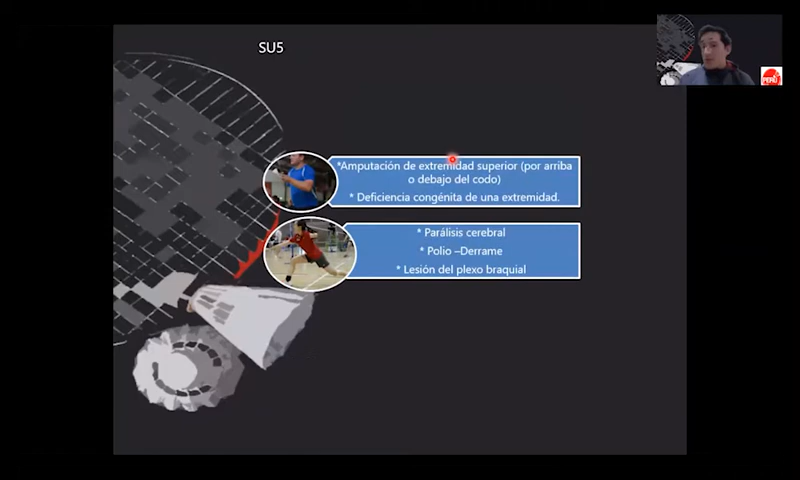 SU5
*Amputación de extremidad superior (por arriba
o debajo del codo)
* Deficiencia congénita de una extremidad.
* Parálisis cerebral
* Polio –Derrame
* Lesión del plexo braquial
PERÚ